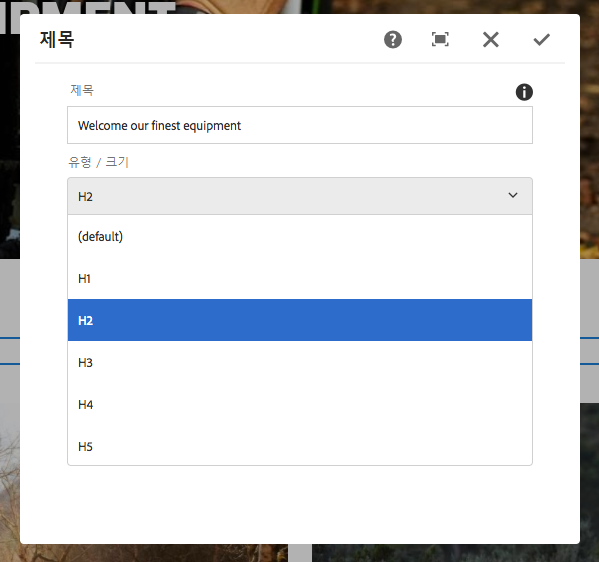 제목
제목
Welcome our finest equipment
유형 / 크기
H2
(default)
H1
H2
H3
H4
H5